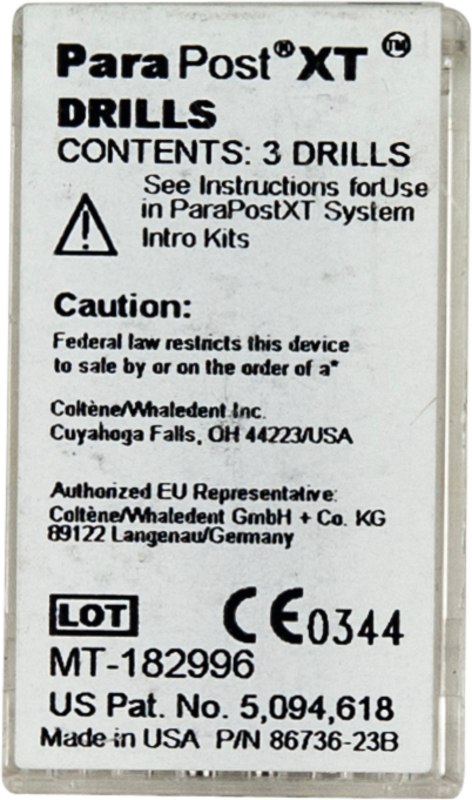 ParaPost®XT™
DRILLS
CONTENTS: 3 DRILLS
See Instructions forUse
in ParaPostXT System
Intro Kits
Caution:
Federal law restricts this device
to sale by or on the order of a*
Coltène/Whaledent Inc.
Cuyahoga Falls, OH 44223/USA
Authorized EU Representative:
Coltène/Whaledent GmbH + Co. KG
89122 Langenau/Germany
LOT CE0344
MT-182996
US Pat. No. 5,094,618
Made in USA P/N 86736-23B